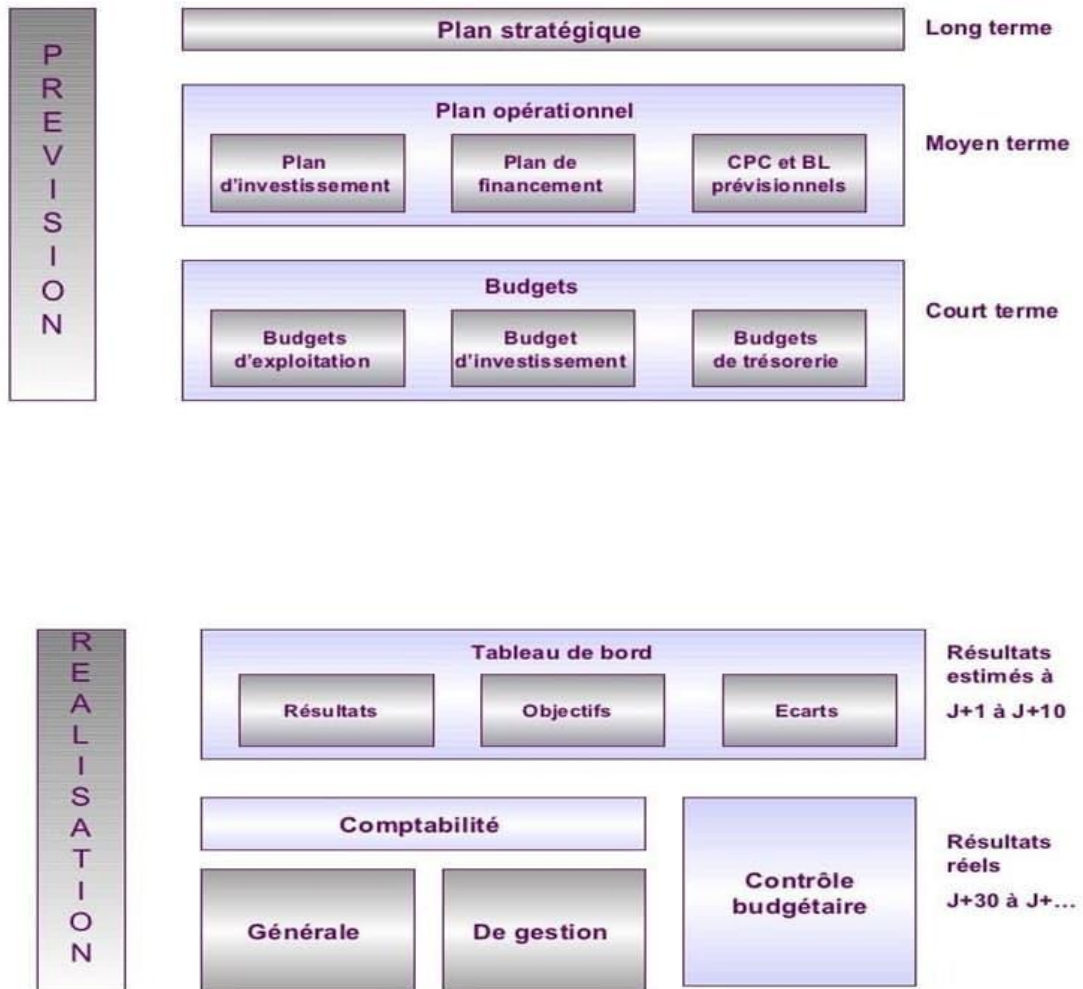 PREVISION
Plan stratégique
Long terme
Plan opérationnel
Moyen terme
Plan
d'investissement
Plan de
financement
CPC et BL
prévisionnels
Budgets
Court terme
Budgets
d'exploitation
Budget
d'investissement
Budgets
de trésorerie
REALISATION
Tableau de bord
Résultats
estimés à
J+1 à J+10
Résultats
Objectifs
Ecarts
Comptabilité
Générale
De gestion
Contrôle
budgétaire
Résultats
réels
J+30 à J+...